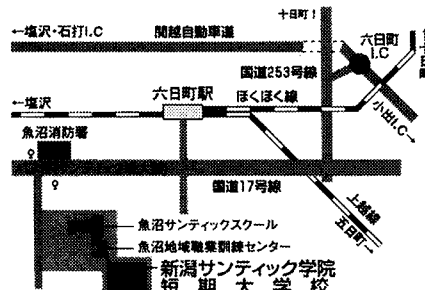 十日町↑
←塩沢・石打I.C
関越自動車道
六日町
I.C
国道253号線
←塩沢
六日町駅
ほくほく線
小出I.C→
魚沼消防署
国道17号線
上越線
五日町→
魚沼サンティックスクール
魚沼地域職業訓練センター
新潟サンティック学院
短期大学校